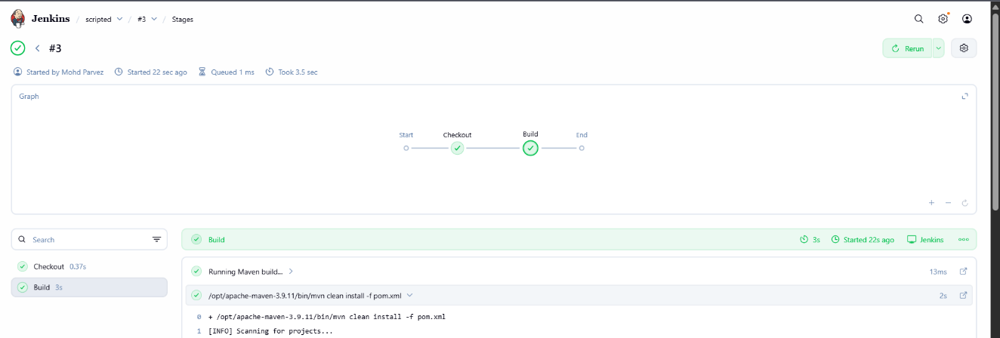 Jenkins / scripted / #3 / Stages
#3
Rerun
Started by Mohd Parvez Started 22 sec ago Queued 1 ms Took 3.5 sec
Graph
Start Checkout Build End
Search
Checkout 0.37s
Build 3s
Build 3s Started 22s ago Jenkins
Running Maven build... 13ms
/opt/apache-maven-3.9.11/bin/mvn clean install -f pom.xml 2s
0 + /opt/apache-maven-3.9.11/bin/mvn clean install -f pom.xml
1 [INFO] Scanning for projects...